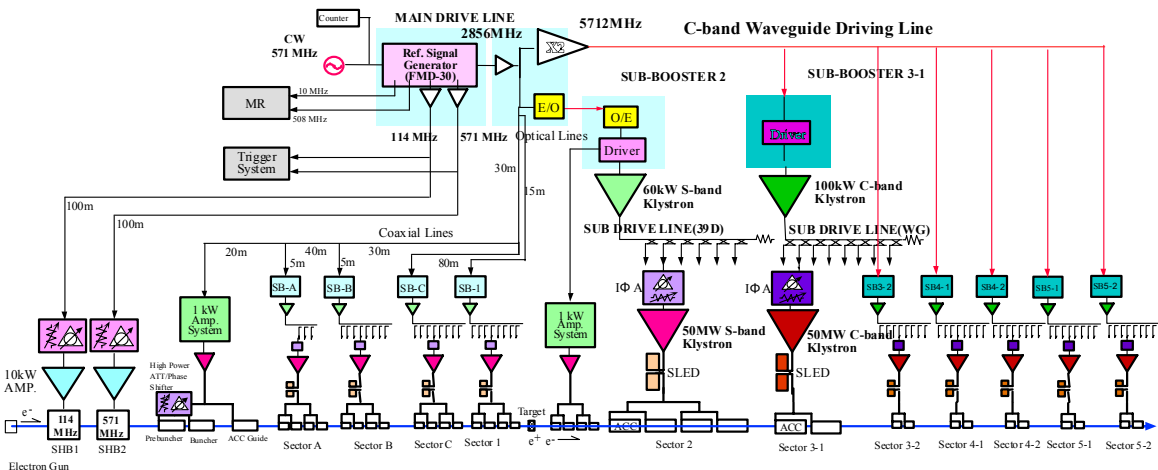 Counter
MAIN DRIVE LINE
2856MHz
5712MHz
C-band Waveguide Driving Line
CW
571 MHz
Ref. Signal
Generator
(FMD-30)
X2
SUB-BOOSTER 2
SUB-BOOSTER 3-1
MR
10 MHz
508 MHz
E/O
O/E
Optical Lines
114 MHz
571 MHz
Driver
Driver
Trigger
System
30m
15m
60kW S-band
Klystron
100kW C-band
Klystron
100m
100m
Coaxial Lines
SUB DRIVE LINE(39D)
SUB DRIVE LINE(WG)
20m
40m
30m
5m
5m
80m
SB-A
SB-B
SB-C
SB-1
IΦ A
IΦ A
SB3-2
SB4-1
SB4-2
SB5-1
SB5-2
1 kW
Amp.
System
1 kW
Amp.
System
50MW S-band
Klystron
50MW C-band
Klystron
10kW
AMP.
High Power
ATT/Phase
Shifter
SLED
SLED
e-
114
MHz
571
MHz
Target
ACC
ACC
SHB1
SHB2
Prebuncher
Buncher
ACC Guide
Sector A
Sector B
Sector C
Sector 1
e+ e-
Sector 2
Sector 3-1
Sector 3-2
Sector 4-1
Sector 4-2
Sector 5-1
Sector 5-2
Electron Gun